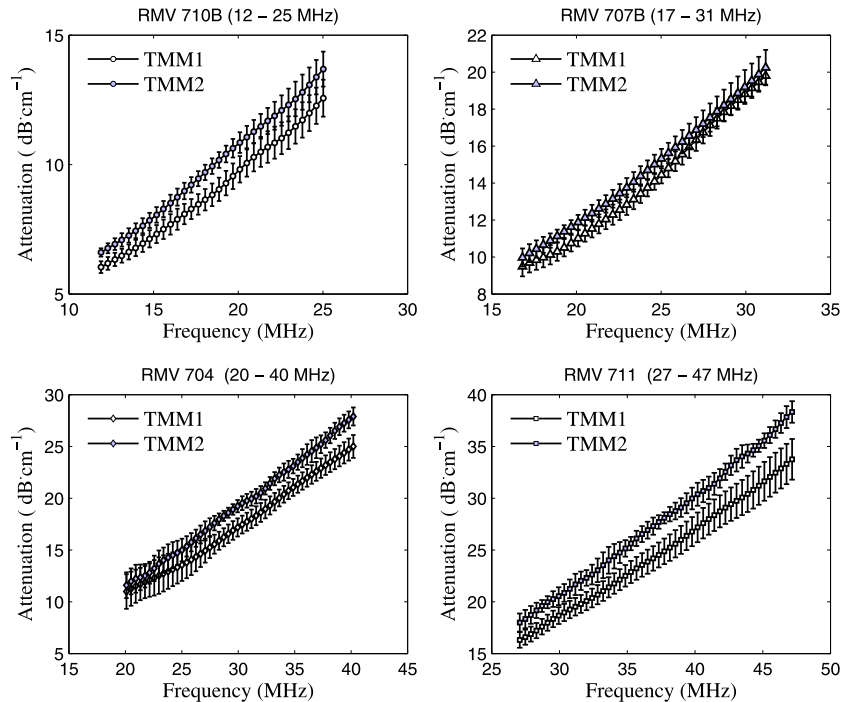 RMV 710B (12 – 25 MHz)
15
10
5
10
15
20
25
30
Attenuation ( dB·cm⁻¹)
Frequency (MHz)
TMM1
TMM2
RMV 707B (17 – 31 MHz)
22
20
18
16
14
12
10
8
15
20
25
30
35
Attenuation ( dB·cm⁻¹)
Frequency (MHz)
TMM1
TMM2
RMV 704 (20 – 40 MHz)
30
25
20
15
10
5
15
20
25
30
35
40
45
Attenuation ( dB·cm⁻¹)
Frequency (MHz)
TMM1
TMM2
RMV 711 (27 – 47 MHz)
40
35
30
25
20
15
25
30
35
40
45
50
Attenuation ( dB·cm⁻¹)
Frequency (MHz)
TMM1
TMM2